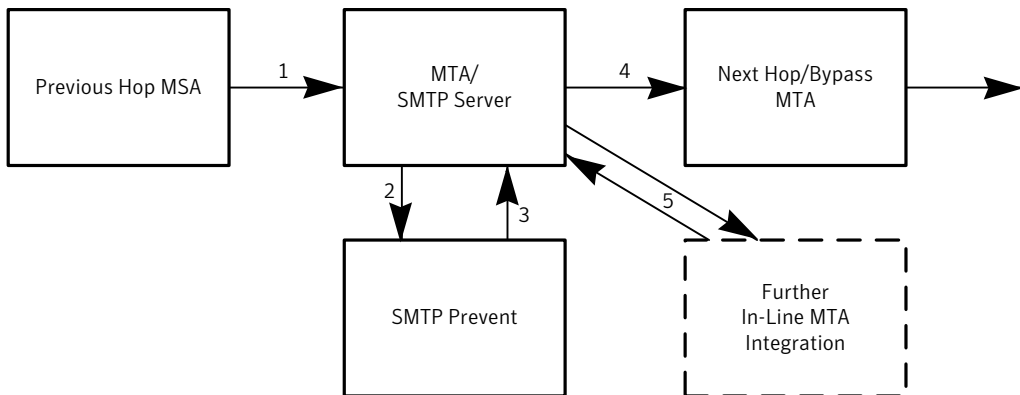 Previous Hop MSA
1
MTA/
SMTP Server
4
Next Hop/Bypass
MTA
2
3
5
SMTP Prevent
Further
In-Line MTA
Integration